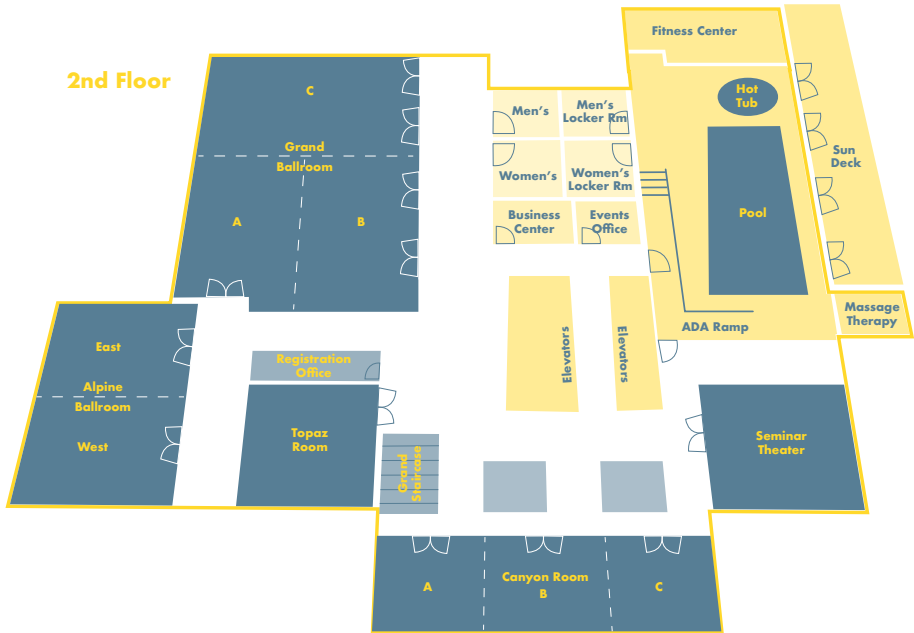 2nd Floor
Fitness Center
C
Grand
Ballroom
A
B
Men's
Men's
Locker Rm
Women's
Women's
Locker Rm
Business
Center
Events
Office
Hot
Tub
Pool
Sun
Deck
ADA Ramp
Massage
Therapy
Elevators
Elevators
East
Alpine
Ballroom
West
Registration
Office
Topaz
Room
Grand
Staircase
Seminar
Theater
A
Canyon Room
B
C